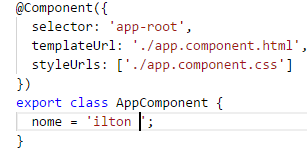 @Component({
  selector: 'app-root',
  templateUrl: './app.component.html',
  styleUrls: ['./app.component.css']
})
export class AppComponent {
  nome = 'ilton ';
}